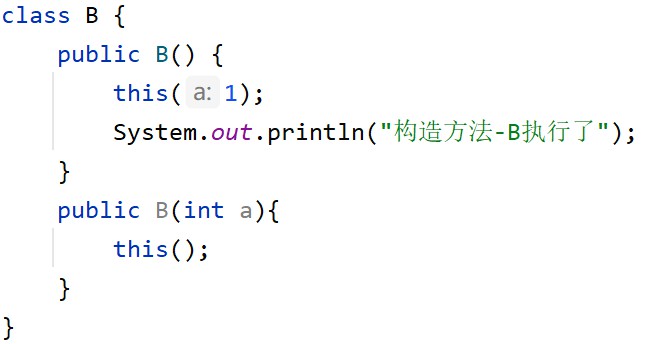 class B {
    public B() {
        this( a: 1);
        System.out.println("构造方法-B执行了");
    }
    public B(int a){
        this();
    }
}